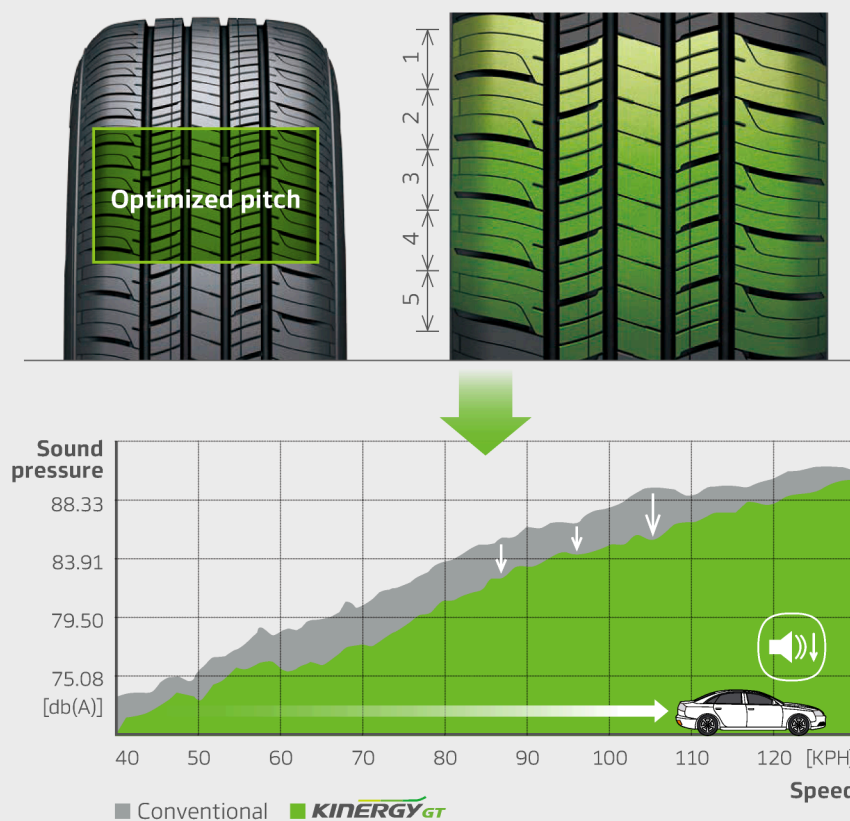 Optimized pitch
1
2
3
4
5
Sound
pressure
88.33
83.91
79.50
75.08
[db(A)]
40 50 60 70 80 90 100 110 120 [KPH]
Speed
Conventional KINERGY GT